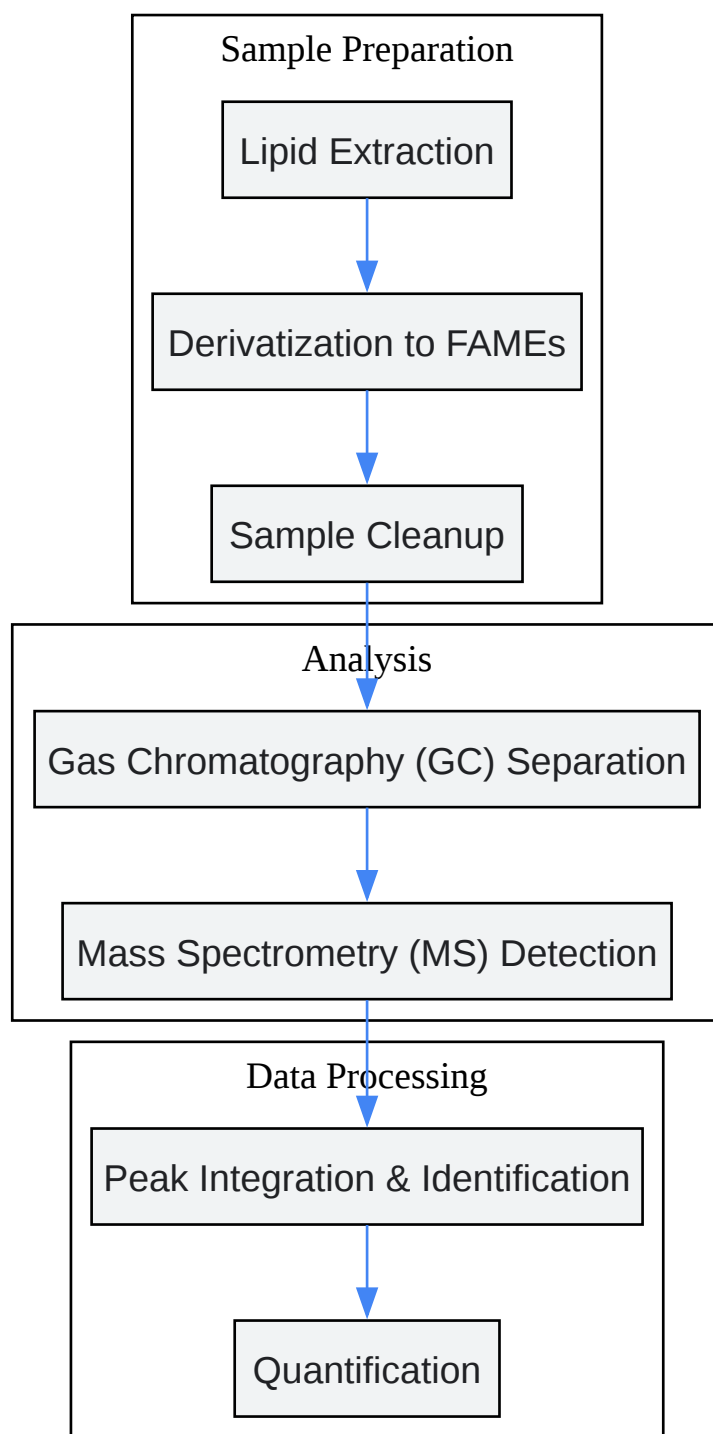 Sample Preparation
Lipid Extraction
Derivatization to FAMEs
Sample Cleanup
Analysis
Gas Chromatography (GC) Separation
Mass Spectrometry (MS) Detection
Data Processing
Peak Integration & Identification
Quantification